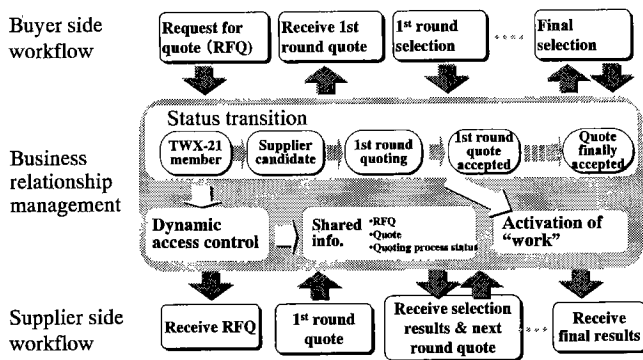 Buyer side
workflow
Request for
quote (RFQ)
Receive 1st
round quote
1st round
selection
Final
selection
Business
relationship
management
Status transition
TWX-21
member
Supplier
candidate
1st round
quoting
1st round
quote
accepted
Quote
finally
accepted
Dynamic
access control
Shared
info.
•RFQ
•Quote
•Quoting process status
Activation of
“work”
Supplier side
workflow
Receive RFQ
1st round
quote
Receive selection
results & next
round quote
Receive
final results